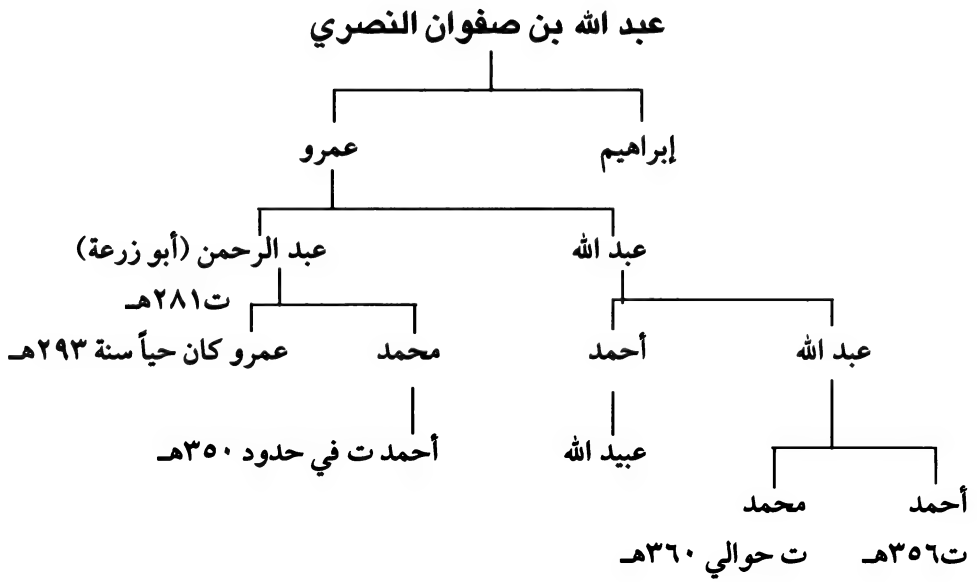 عبد الله بن صفوان النصري
إبراهيم
عمرو
عبد الله
عبد الرحمن (أبو زرعة)
ت٢٨١هـ
عبد الله
أحمد
محمد
عمرو كان حياً سنة ٢٩٣هـ
عبيد الله
أحمد ت في حدود ٣٥٠هـ
أحمد
محمد
ت٣٥٦هـ
ت حوالي ٣٦٠هـ